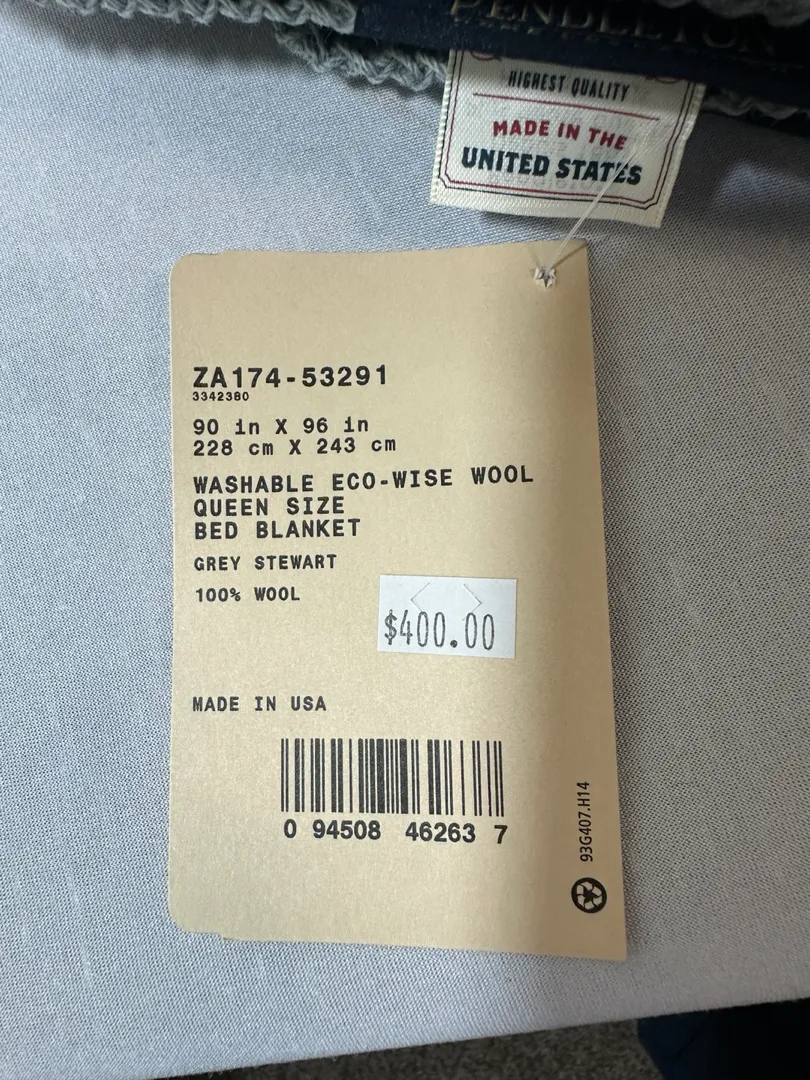 PENDLETON
HIGHEST QUALITY
MADE IN THE
UNITED STATES
ZA174-53291
3342380
90 in X 96 in
228 cm X 243 cm
WASHABLE ECO-WISE WOOL
QUEEN SIZE
BED BLANKET
GREY STEWART
100% WOOL
$400.00
MADE IN USA
0 94508 46263 7
93G407.H14